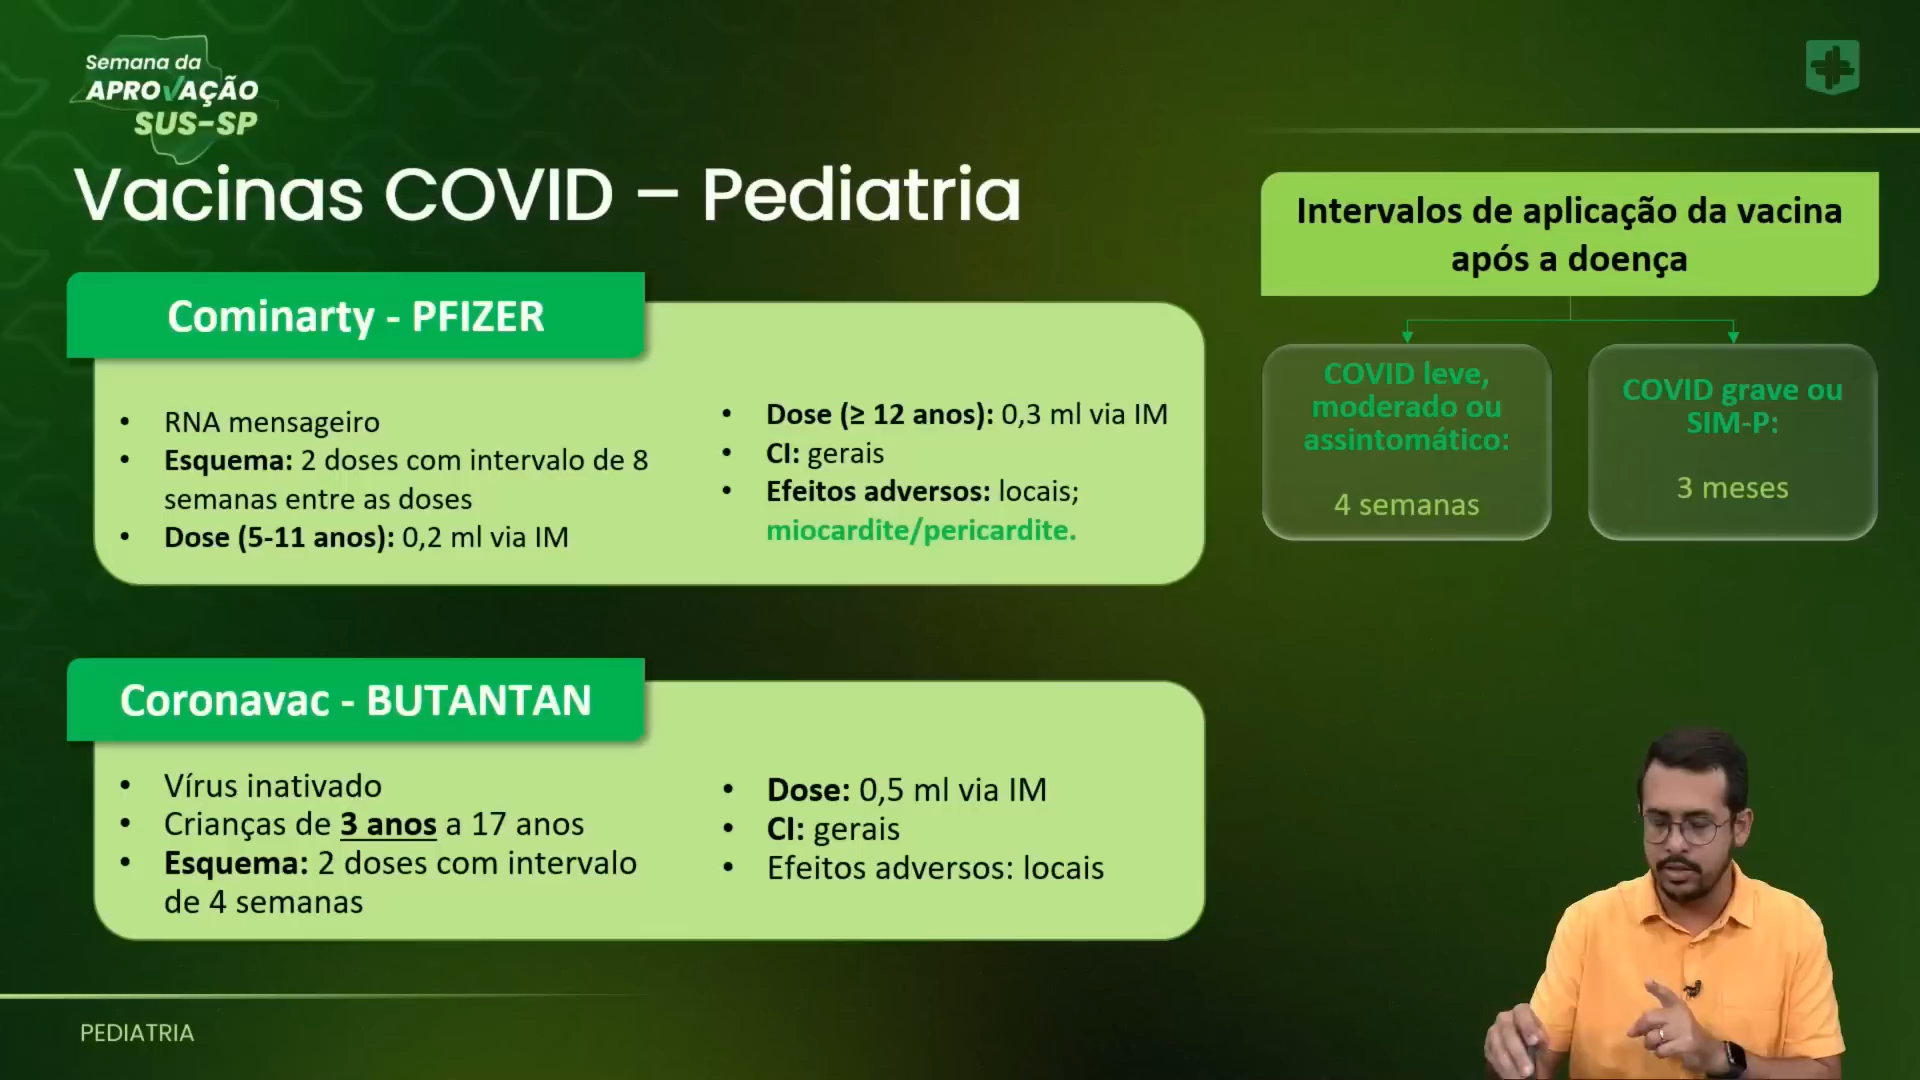 Semana da
APROVAÇÃO
SUS-SP
Vacinas COVID – Pediatria
Cominarty - PFIZER
• RNA mensageiro
• Esquema: 2 doses com intervalo de 8
semanas entre as doses
• Dose (5-11 anos): 0,2 ml via IM
• Dose (≥ 12 anos): 0,3 ml via IM
• CI: gerais
• Efeitos adversos: locais;
miocardite/pericardite.
Coronavac - BUTANTAN
• Vírus inativado
• Crianças de 3 anos a 17 anos
• Esquema: 2 doses com intervalo
de 4 semanas
• Dose: 0,5 ml via IM
• CI: gerais
• Efeitos adversos: locais
Intervalos de aplicação da vacina
após a doença
COVID leve,
moderado ou
assintomático:
4 semanas
COVID grave ou
SIM-P:
3 meses
PEDIATRIA